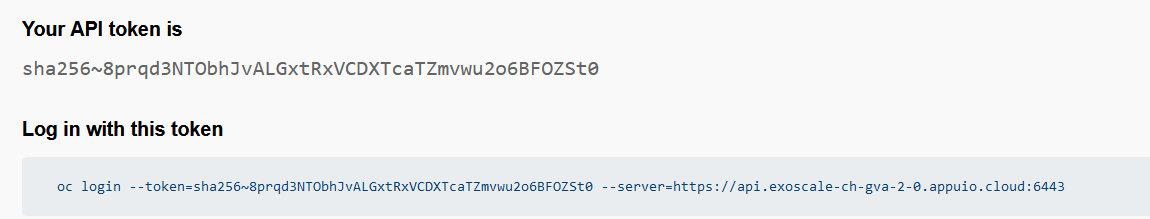 Your API token is
sha256~8prqd3NTObhJvALGxtRxVCDXTcaTZmvwu2o6BFOZSt0
Log in with this token
oc login --token=sha256~8prqd3NTObhJvALGxtRxVCDXTcaTZmvwu2o6BFOZSt0 --server=https://api.exoscale-ch-gva-2-0.appuio.cloud:6443